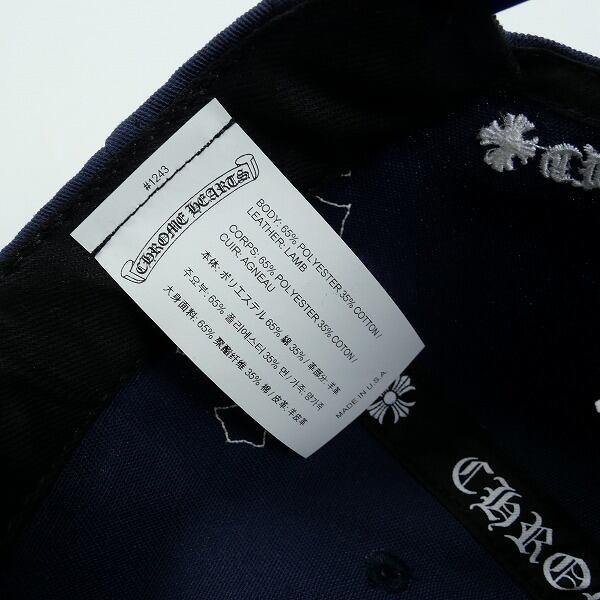 #1243
CHROME HEARTS
BODY: 65% POLYESTER 35% COTTON /
LEATHER: LAMB
CORPS: 65% POLYESTER 35% COTON /
CUIR: AGNEAU
本体: ポリエステル 65% 綿 35% / 革部分: 羊革
주요부: 65% 폴리에스터 35% 면 / 가죽: 양가죽
大身面料: 65% 聚酯纤维 35% 棉 / 皮革: 羊皮革
MADE IN U.S.A.
CHRO